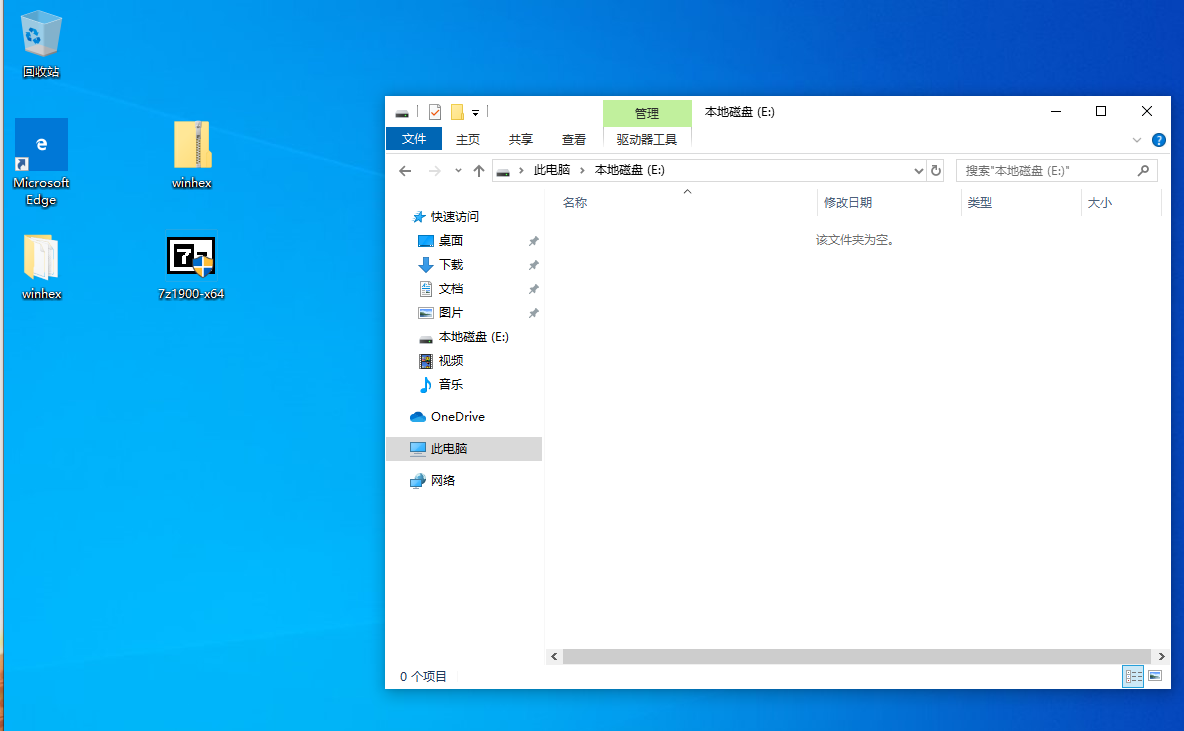 回收站
Microsoft
Edge
winhex
winhex
7z1900-x64
管理
本地磁盘 (E:)
文件
主页
共享
查看
驱动器工具
此电脑
本地磁盘 (E:)
搜索"本地磁盘 (E:)"
名称
修改日期
类型
大小
该文件夹为空。
快速访问
桌面
下载
文档
图片
本地磁盘 (E:)
视频
音乐
OneDrive
此电脑
网络
0 个项目